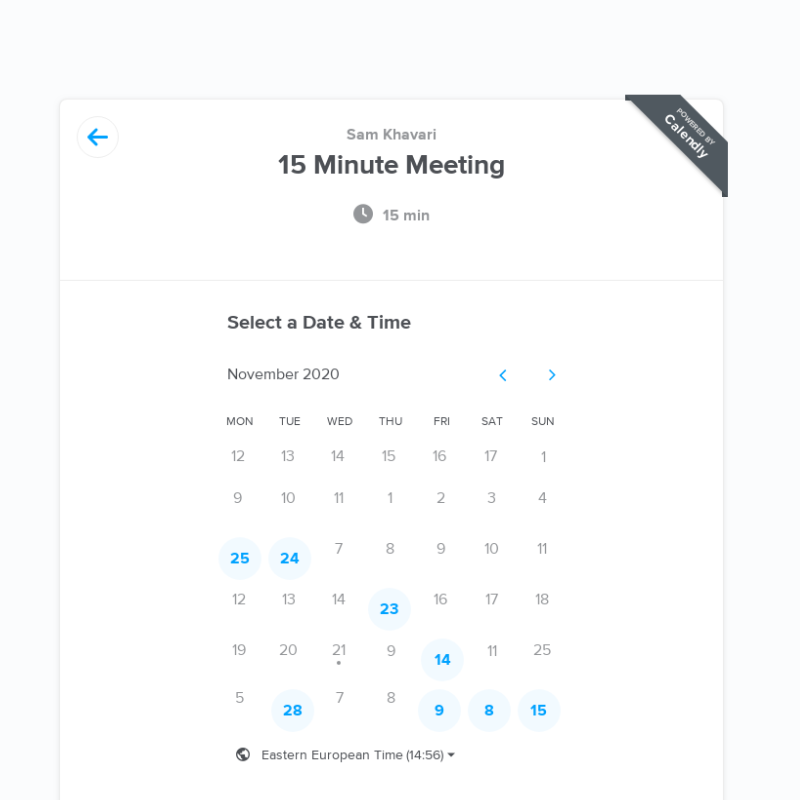 POWERED BY
Calendly
Sam Khavari
15 Minute Meeting
15 min
Select a Date & Time
November 2020
MON TUE WED THU FRI SAT SUN
12 13 14 15 16 17 1
9 10 11 1 2 3 4
25 24 7 8 9 10 11
12 13 14 23 16 17 18
19 20 21 9 14 11 25
5 28 7 8 9 8 15
Eastern European Time (14:56)